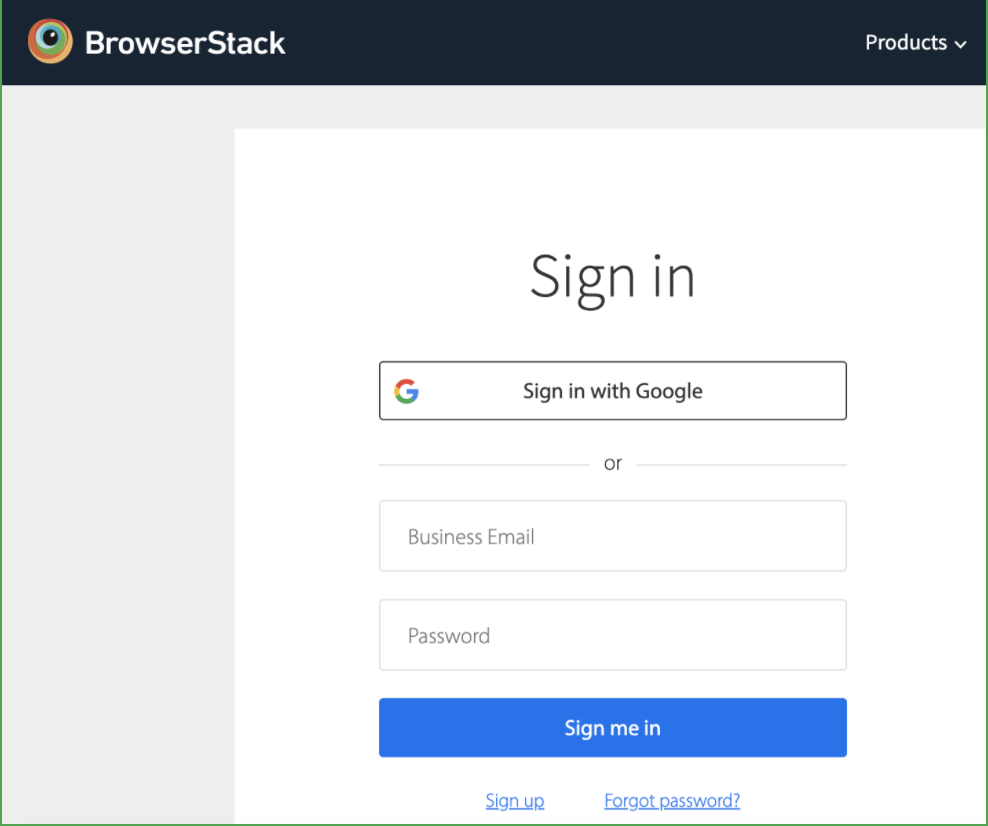 BrowserStack
Products
Sign in
Sign in with Google
or
Business Email
Password
Sign me in
Sign up Forgot password?